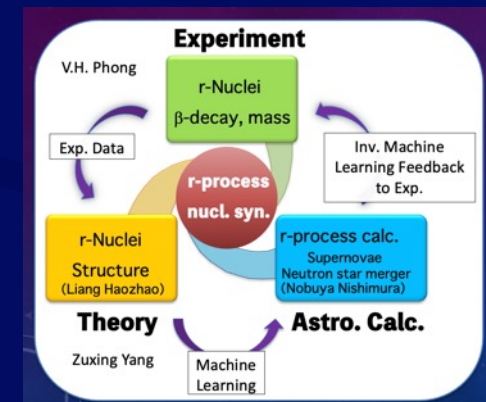 Experiment
V.H. Phong
r-Nuclei
β-decay, mass
Exp. Data
Inv. Machine
Learning Feedback
to Exp.
r-process
nucl. syn.
r-Nuclei
Structure
(Liang Haozhao)
r-process calc.
Supernovae
Neutron star merger
(Nobuya Nishimura)
Theory
Astro. Calc.
Zuxing Yang
Machine
Learning